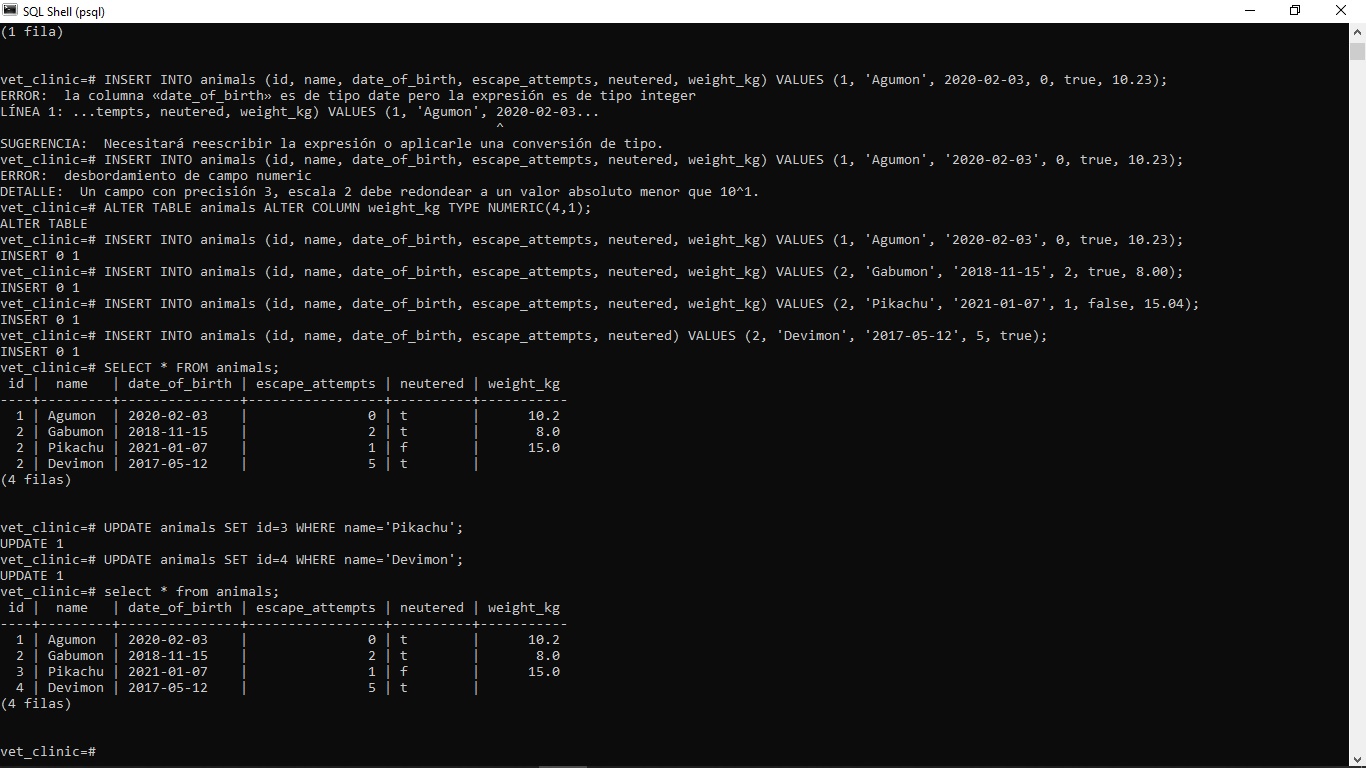 SQL Shell (psql)
(1 fila)
vet_clinic=# INSERT INTO animals (id, name, date_of_birth, escape_attempts, neutered, weight_kg) VALUES (1, 'Agumon', 2020-02-03, 0, true, 10.23);
ERROR:  la columna «date_of_birth» es de tipo date pero la expresión es de tipo integer
LÍNEA 1: ...tempts, neutered, weight_kg) VALUES (1, 'Agumon', 2020-02-03...
^
SUGERENCIA:  Necesitará reescribir la expresión o aplicarle una conversión de tipo.
vet_clinic=# INSERT INTO animals (id, name, date_of_birth, escape_attempts, neutered, weight_kg) VALUES (1, 'Agumon', '2020-02-03', 0, true, 10.23);
ERROR:  desbordamiento de campo numeric
DETALLE:  Un campo con precisión 3, escala 2 debe redondear a un valor absoluto menor que 10^1.
vet_clinic=# ALTER TABLE animals ALTER COLUMN weight_kg TYPE NUMERIC(4,1);
ALTER TABLE
vet_clinic=# INSERT INTO animals (id, name, date_of_birth, escape_attempts, neutered, weight_kg) VALUES (1, 'Agumon', '2020-02-03', 0, true, 10.23);
INSERT 0 1
vet_clinic=# INSERT INTO animals (id, name, date_of_birth, escape_attempts, neutered, weight_kg) VALUES (2, 'Gabumon', '2018-11-15', 2, true, 8.00);
INSERT 0 1
vet_clinic=# INSERT INTO animals (id, name, date_of_birth, escape_attempts, neutered, weight_kg) VALUES (2, 'Pikachu', '2021-01-07', 1, false, 15.04);
INSERT 0 1
vet_clinic=# INSERT INTO animals (id, name, date_of_birth, escape_attempts, neutered) VALUES (2, 'Devimon', '2017-05-12', 5, true);
INSERT 0 1
vet_clinic=# SELECT * FROM animals;
 id |  name   | date_of_birth | escape_attempts | neutered | weight_kg
----+---------+---------------+-----------------+----------+-----------
  1 | Agumon  | 2020-02-03    |               0 | t        |      10.2
  2 | Gabumon | 2018-11-15    |               2 | t        |       8.0
  2 | Pikachu | 2021-01-07    |               1 | f        |      15.0
  2 | Devimon | 2017-05-12    |               5 | t        |
(4 filas)
vet_clinic=# UPDATE animals SET id=3 WHERE name='Pikachu';
UPDATE 1
vet_clinic=# UPDATE animals SET id=4 WHERE name='Devimon';
UPDATE 1
vet_clinic=# select * from animals;
 id |  name   | date_of_birth | escape_attempts | neutered | weight_kg
----+---------+---------------+-----------------+----------+-----------
  1 | Agumon  | 2020-02-03    |               0 | t        |      10.2
  2 | Gabumon | 2018-11-15    |               2 | t        |       8.0
  3 | Pikachu | 2021-01-07    |               1 | f        |      15.0
  4 | Devimon | 2017-05-12    |               5 | t        |
(4 filas)
vet_clinic=#